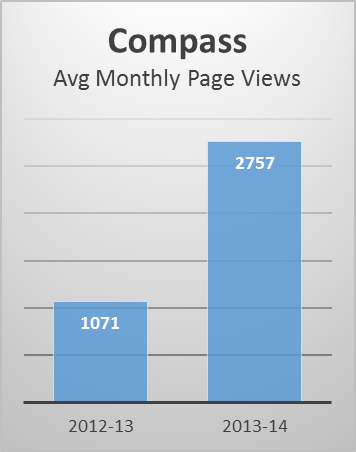 Compass
Avg Monthly Page Views
2757
1071
2012-13
2013-14